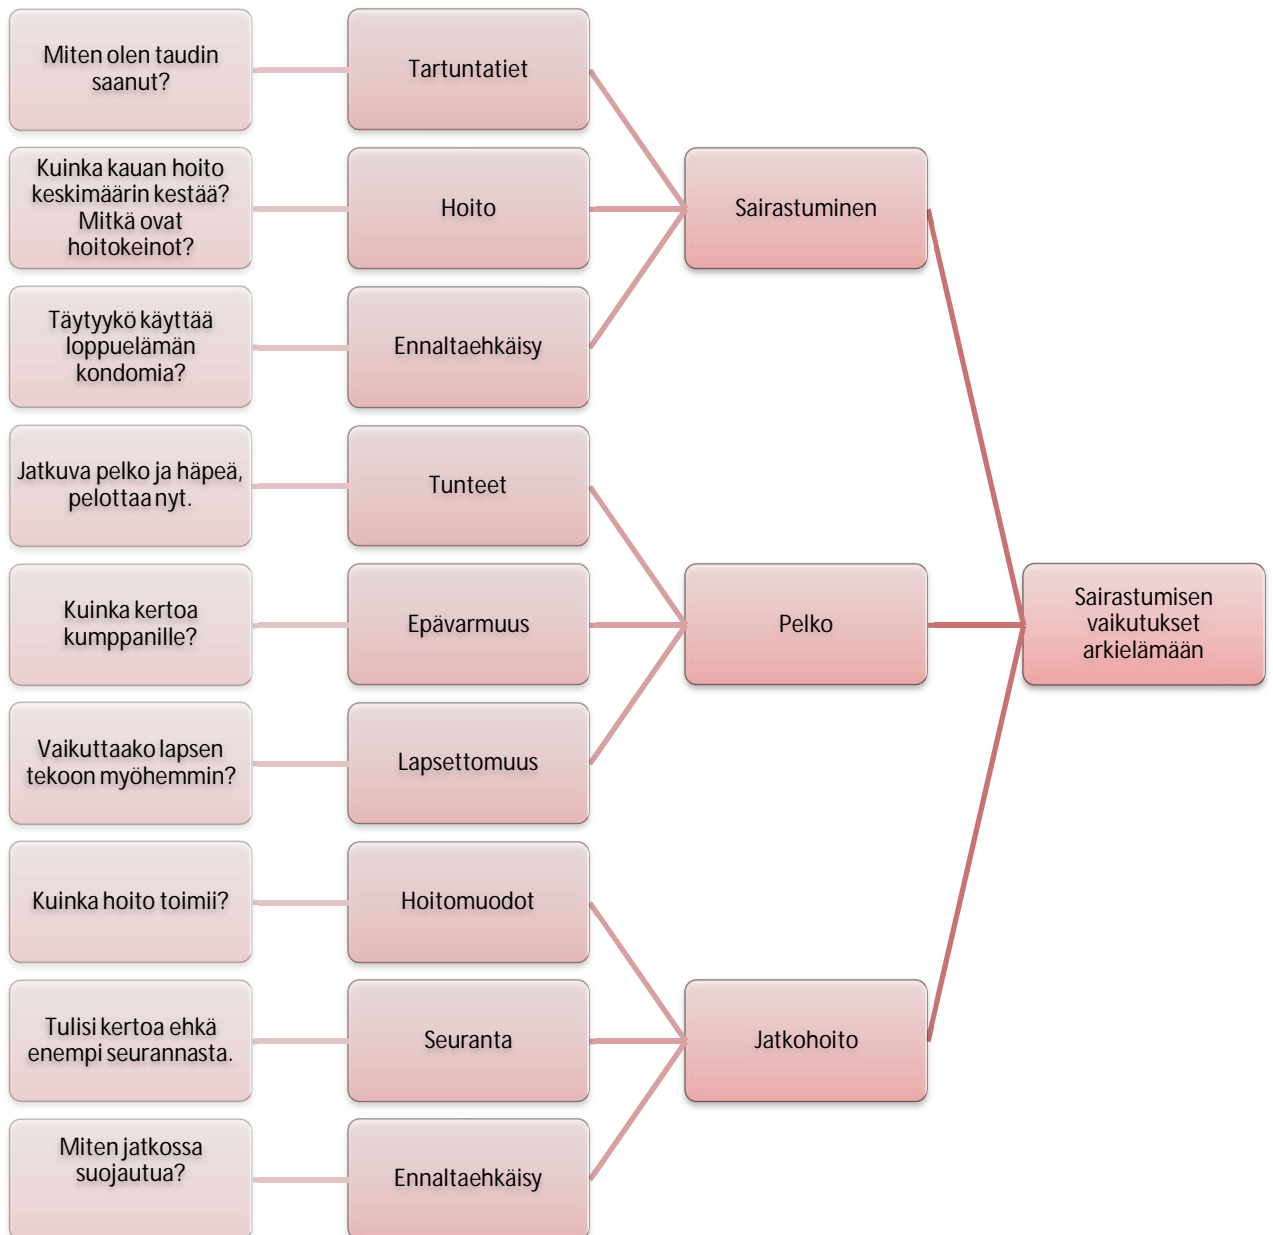 Miten olen taudin
saanut?
Tartuntatiet
Kuinka kauan hoito
keskimäärin kestää?
Mitkä ovat
hoitokeinot?
Hoito
Sairastuminen
Täytyykö käyttää
loppuelämän
kondomia?
Ennaltaehkäisy
Jatkuva pelko ja häpeä,
pelottaa nyt.
Tunteet
Kuinka kertoa
kumppanille?
Epävarmuus
Pelko
Sairastumisen
vaikutukset
arkielämään
Vaikuttaako lapsen
tekoon myöhemmin?
Lapsettomuus
Kuinka hoito toimii?
Hoitomuodot
Tulisi kertoa ehkä
enempi seurannasta.
Seuranta
Jatkohoito
Miten jatkossa
suojautua?
Ennaltaehkäisy